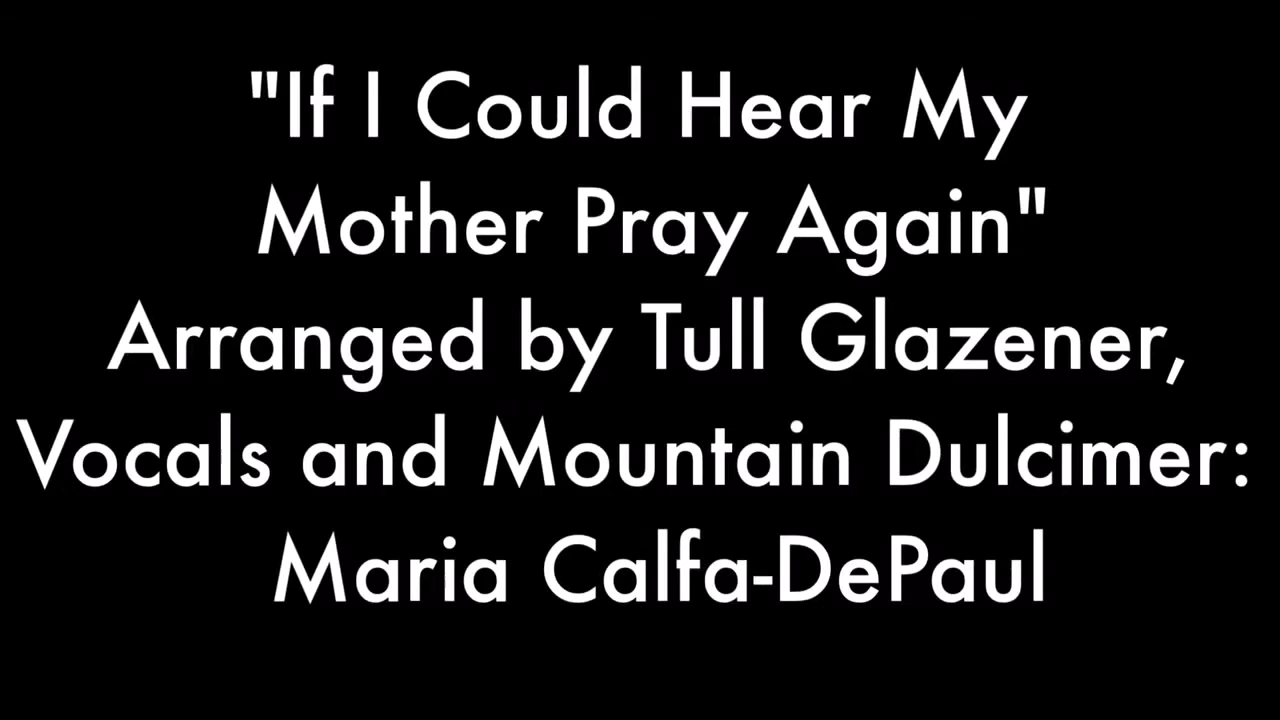 "If I Could Hear My
Mother Pray Again"
Arranged by Tull Glazener,
Vocals and Mountain Dulcimer:
Maria Calfa-DePaul